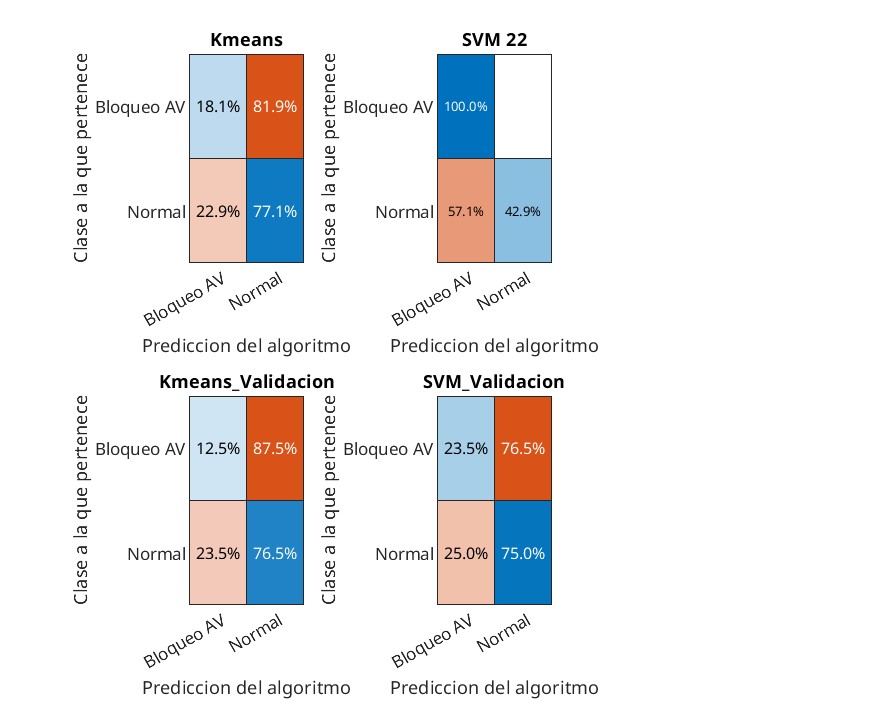 Kmeans
Clase a la que pertenece
Bloqueo AV
18.1% 81.9%
Normal
22.9% 77.1%
Bloqueo AV
Normal
Prediccion del algoritmo
SVM 22
Clase a la que pertenece
Bloqueo AV
100.0%
Normal
57.1% 42.9%
Bloqueo AV
Normal
Prediccion del algoritmo
Kmeans_Validacion
Clase a la que pertenece
Bloqueo AV
12.5% 87.5%
Normal
23.5% 76.5%
Bloqueo AV
Normal
Prediccion del algoritmo
SVM_Validacion
Clase a la que pertenece
Bloqueo AV
23.5% 76.5%
Normal
25.0% 75.0%
Bloqueo AV
Normal
Prediccion del algoritmo